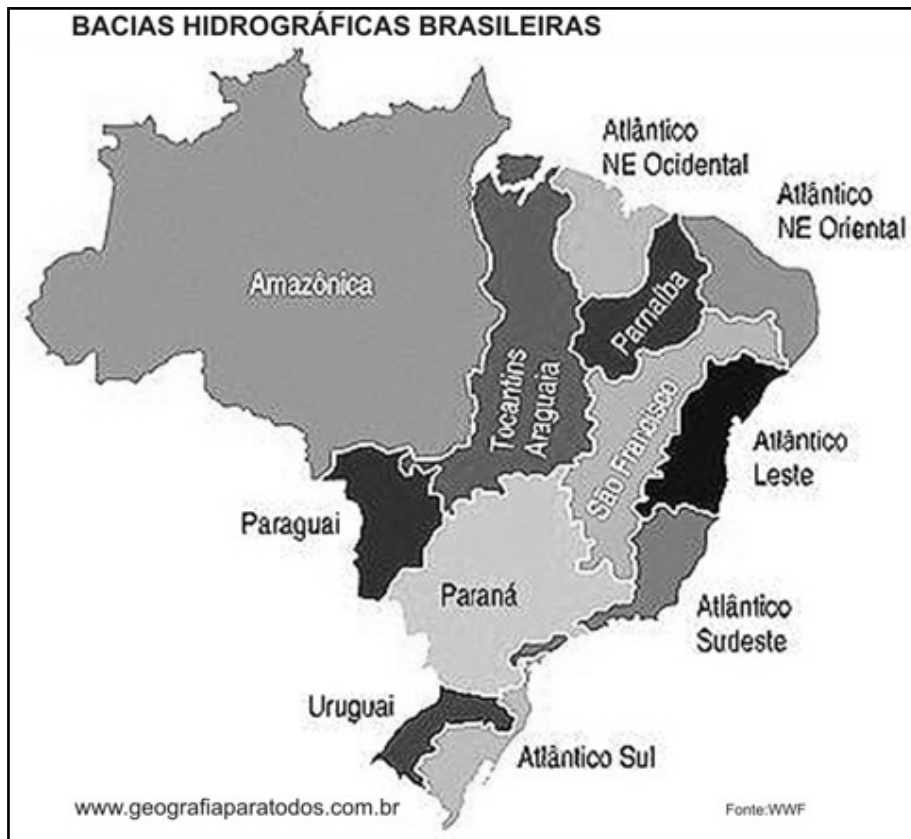 BACIAS HIDROGRÁFICAS BRASILEIRAS
Atlântico
NE Ocidental
Atlântico
NE Oriental
Amazônica
Parnaíba
Tocantins
Araguaia
São Francisco
Atlântico
Leste
Paraguai
Paraná
Atlântico
Sudeste
Uruguai
Atlântico Sul
www.geografiaparatodos.com.br
Fonte:WWF